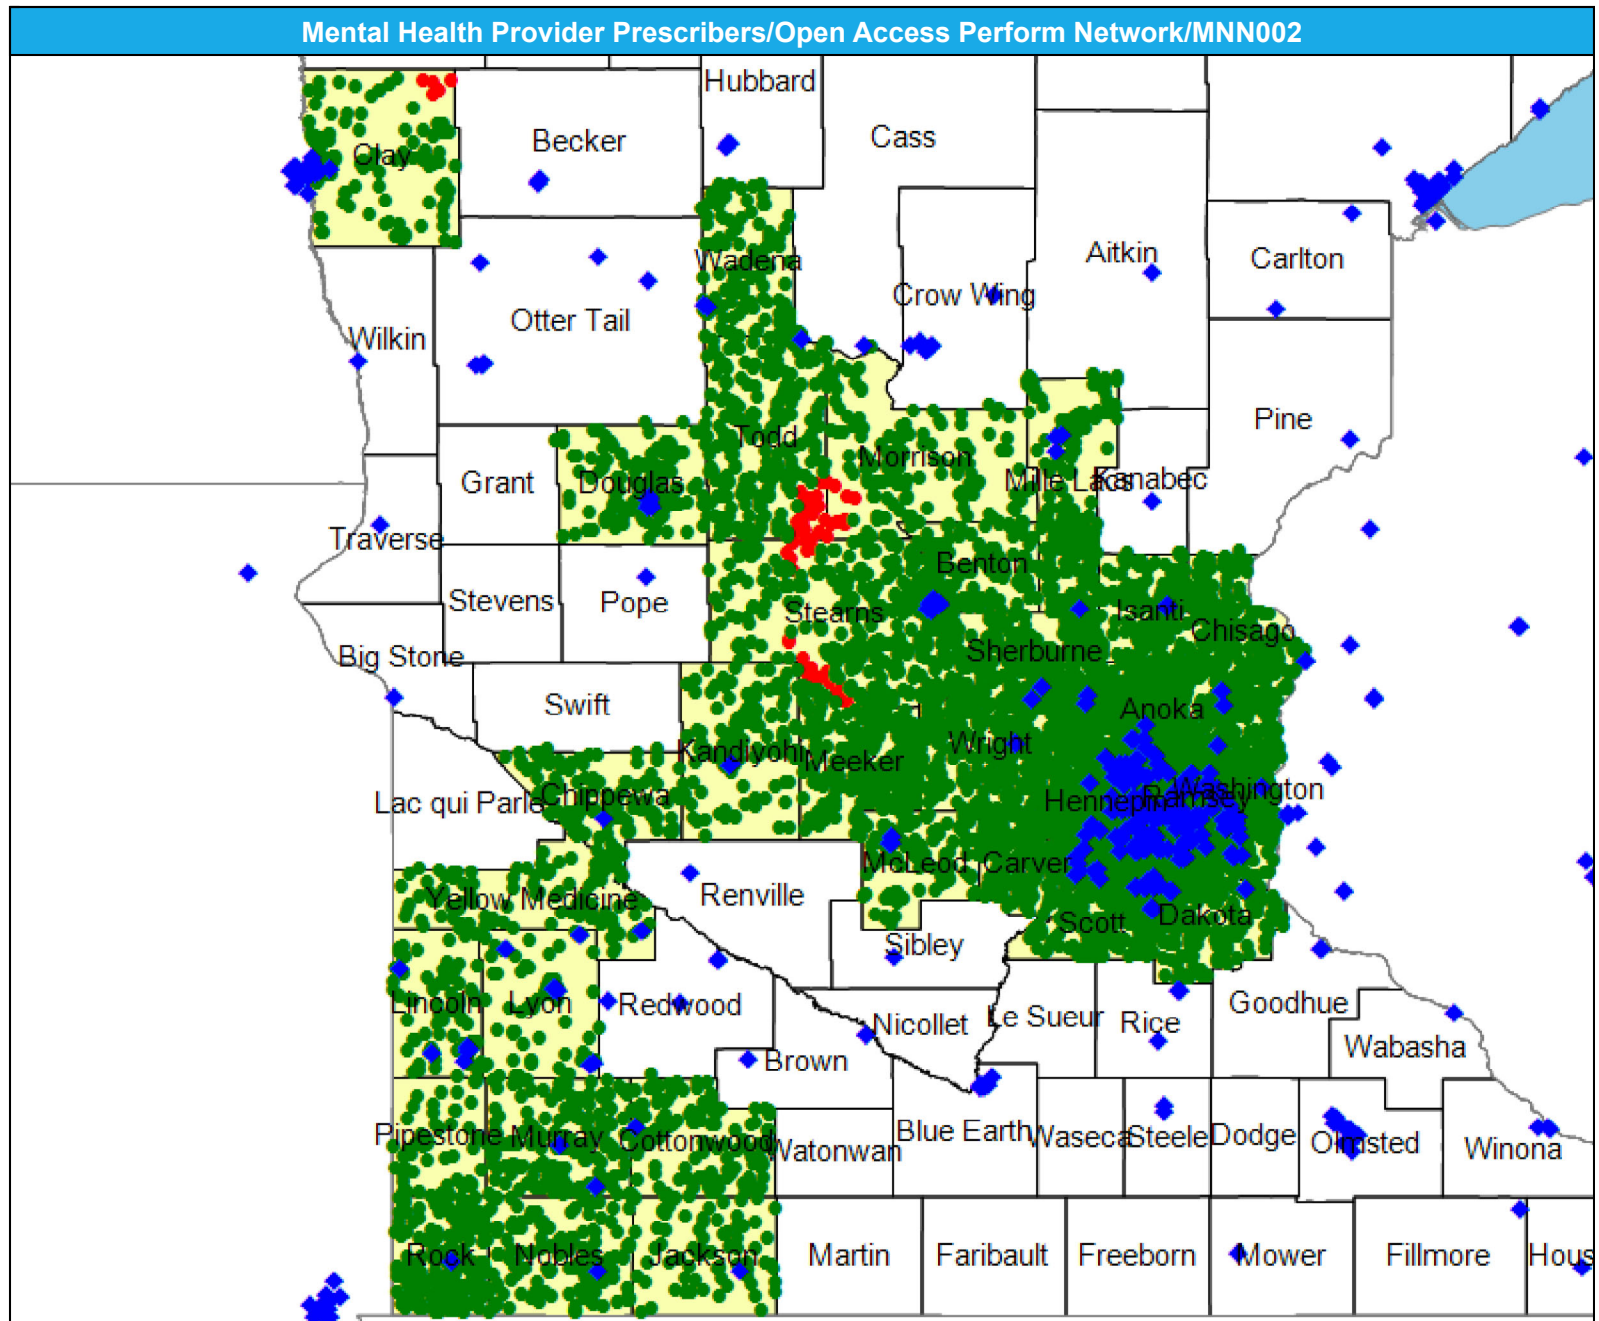 Mental Health Provider Prescribers/Open Access Perform Network/MNN002
Hubbard
Becker
Cass
Clay
Wadena
Aitkin
Carlton
Crow Wing
Otter Tail
Wilkin
Pine
Todd
Morrison
Grant
Douglas
Mille Lacs
Kanabec
Traverse
Benton
Stevens
Pope
Stearns
Isanti
Chisago
Big Stone
Sherburne
Swift
Anoka
Wright
Kandiyohi
Meeker
Lac qui Parle
Chippewa
Hennepin
Ramsey
Washington
McLeod
Carver
Yellow Medicine
Renville
Scott
Dakota
Sibley
Lincoln
Lyon
Redwood
Nicollet
Le Sueur
Rice
Goodhue
Wabasha
Brown
Pipestone
Murray
Cottonwood
Watonwan
Blue Earth
Waseca
Steele
Dodge
Olmsted
Winona
Rock
Nobles
Jackson
Martin
Faribault
Freeborn
Mower
Fillmore
Hous